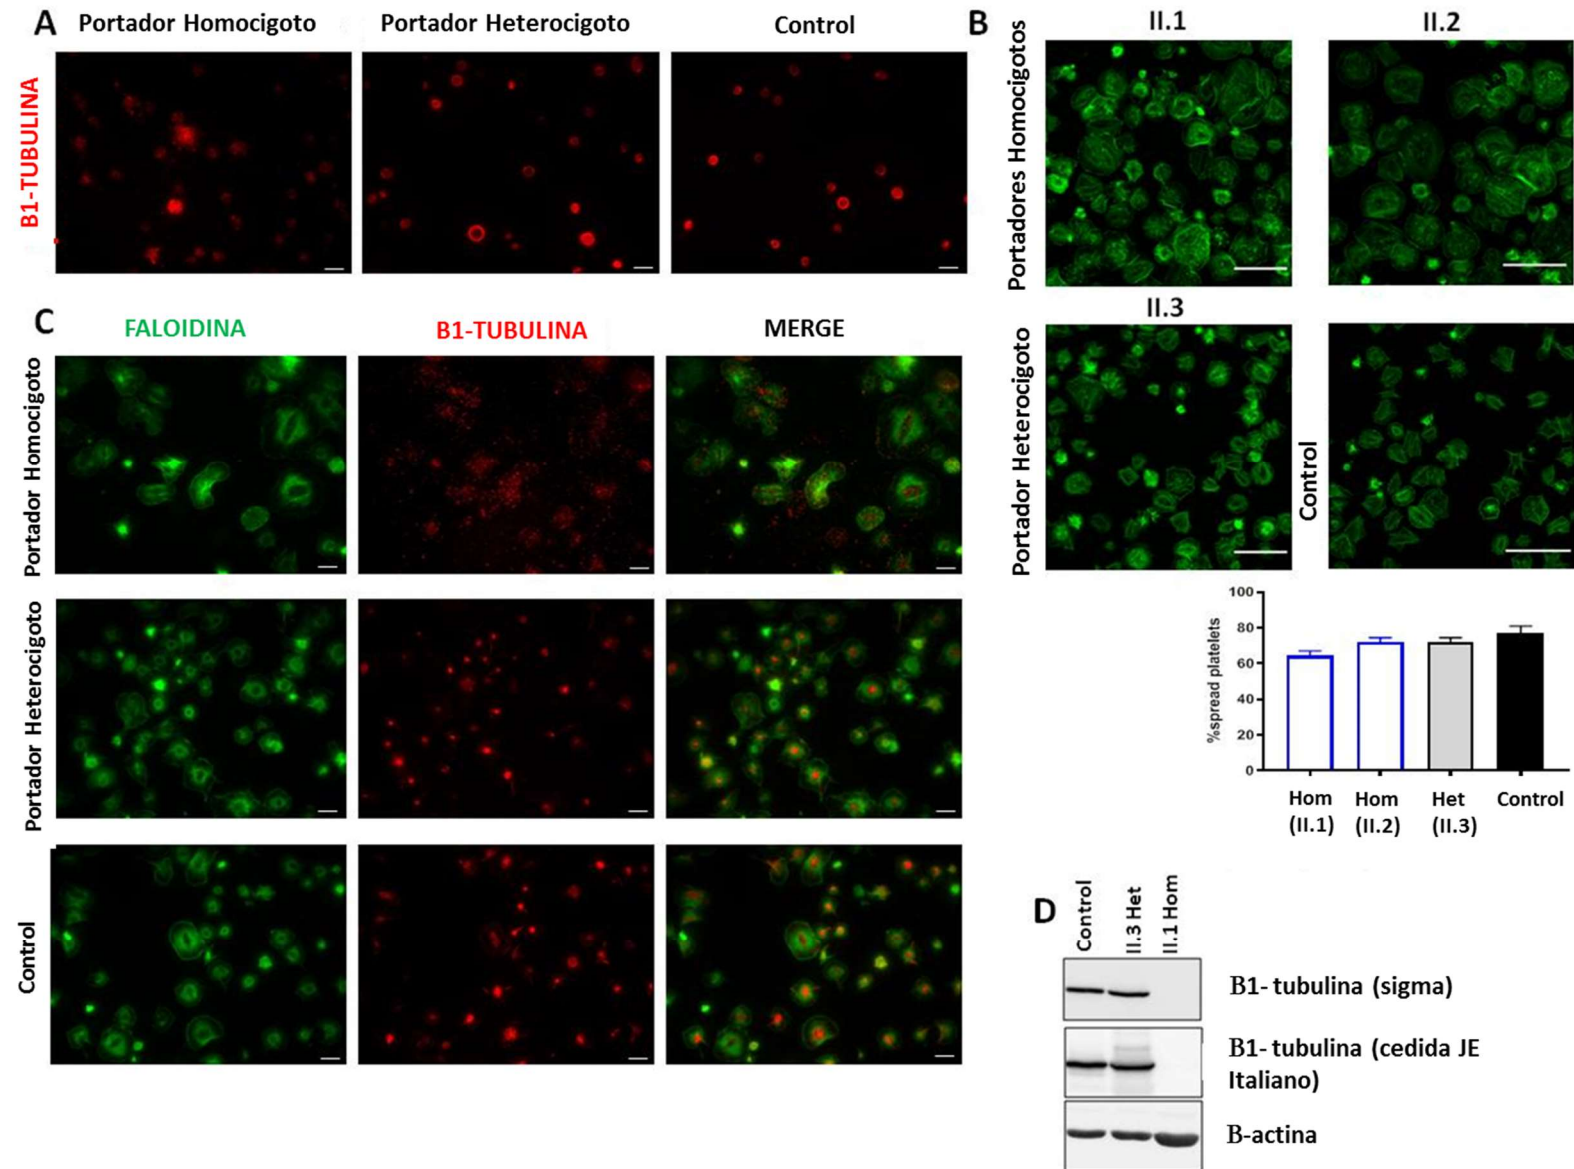 A
Portador Homocigoto
Portador Heterocigoto
Control
B1-TUBULINA
B
II.1
II.2
Portadores Homocigotos
II.3
Portador Heterocigoto
Control
100
80
60
40
20
0
%spread platelets
Hom
(II.1)
Hom
(II.2)
Het
(II.3)
Control
C
FALOIDINA
B1-TUBULINA
MERGE
Portador Homocigoto
Portador Heterocigoto
Control
D
Control
II.3 Het
II.1 Hom
B1- tubulina (sigma)
B1- tubulina (cedida JE
Italiano)
B-actina